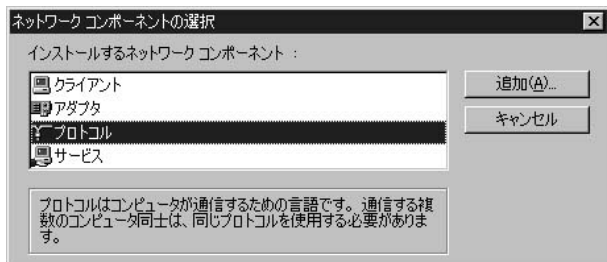 ネットワーク コンポーネントの選択
インストールするネットワーク コンポーネント :
クライアント
アダプタ
プロトコル
サービス
追加(A)...
キャンセル
プロトコルはコンピュータが通信するための言語です。通信する複
数のコンピュータ同士は、同じプロトコルを使用する必要がありま
す。